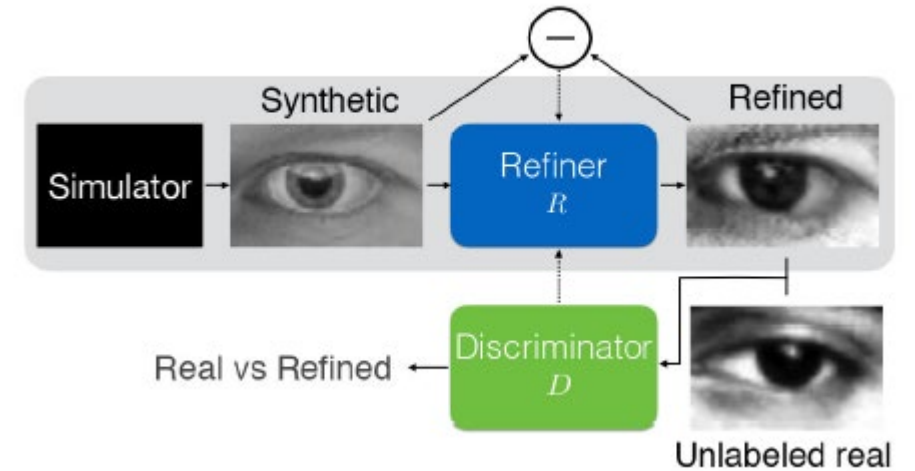 Synthetic
Refined
Simulator
Refiner
R
Discriminator
D
Real vs Refined
Unlabeled real